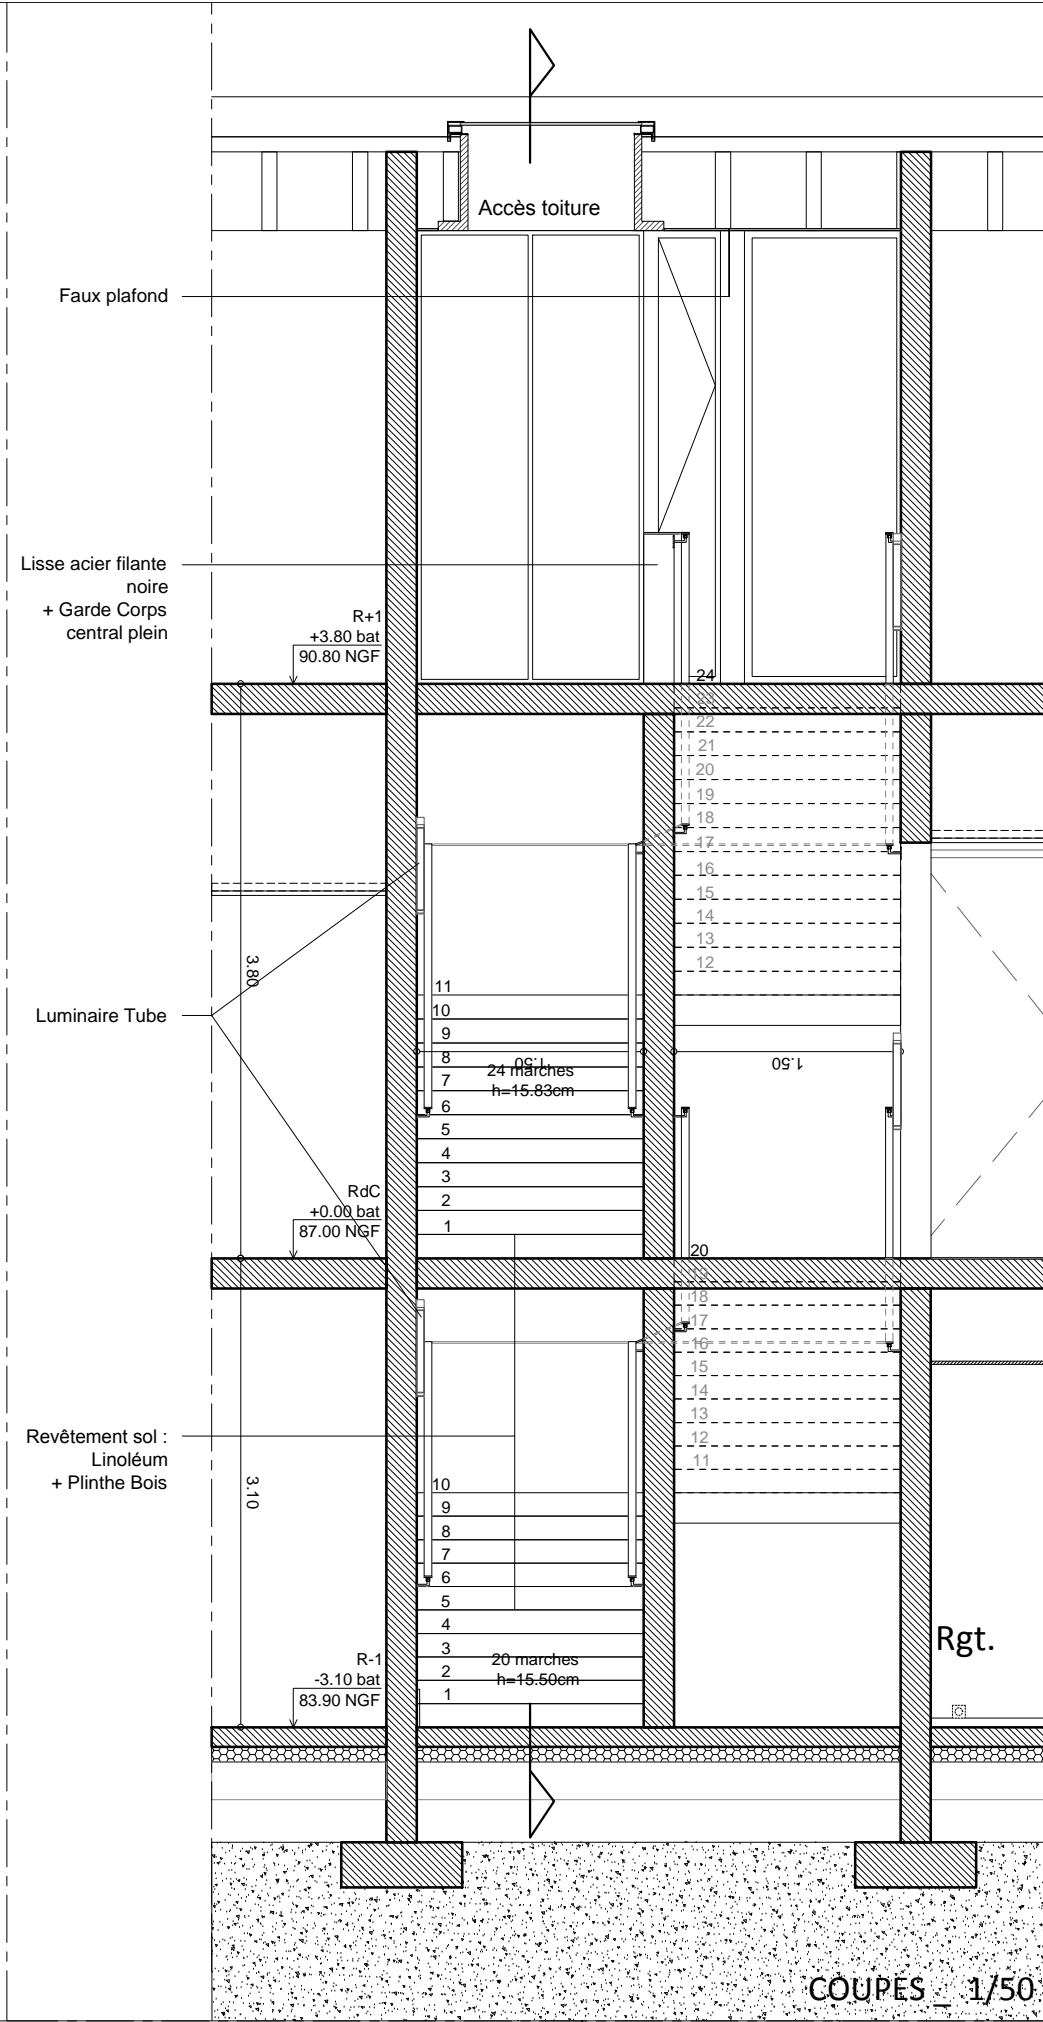 Accès toiture
Faux plafond
Lisse acier filante
noire
+ Garde Corps
central plein
R+1
+3.80 bat
90.80 NGF
24
23
22
21
20
19
18
17
16
15
14
13
12
3.80
Luminaire Tube
11
10
9
8
7
6
5
4
3
2
1
1.50
24 marches
h=15.83cm
1.50
RdC
+0.00 bat
87.00 NGF
20
19
18
17
16
15
14
13
12
11
Revêtement sol :
Linoléum
+ Plinthe Bois
3.10
10
9
8
7
6
5
4
3
2
1
20 marches
h=15.50cm
R-1
-3.10 bat
83.90 NGF
Rgt.
COUPES _ 1/50